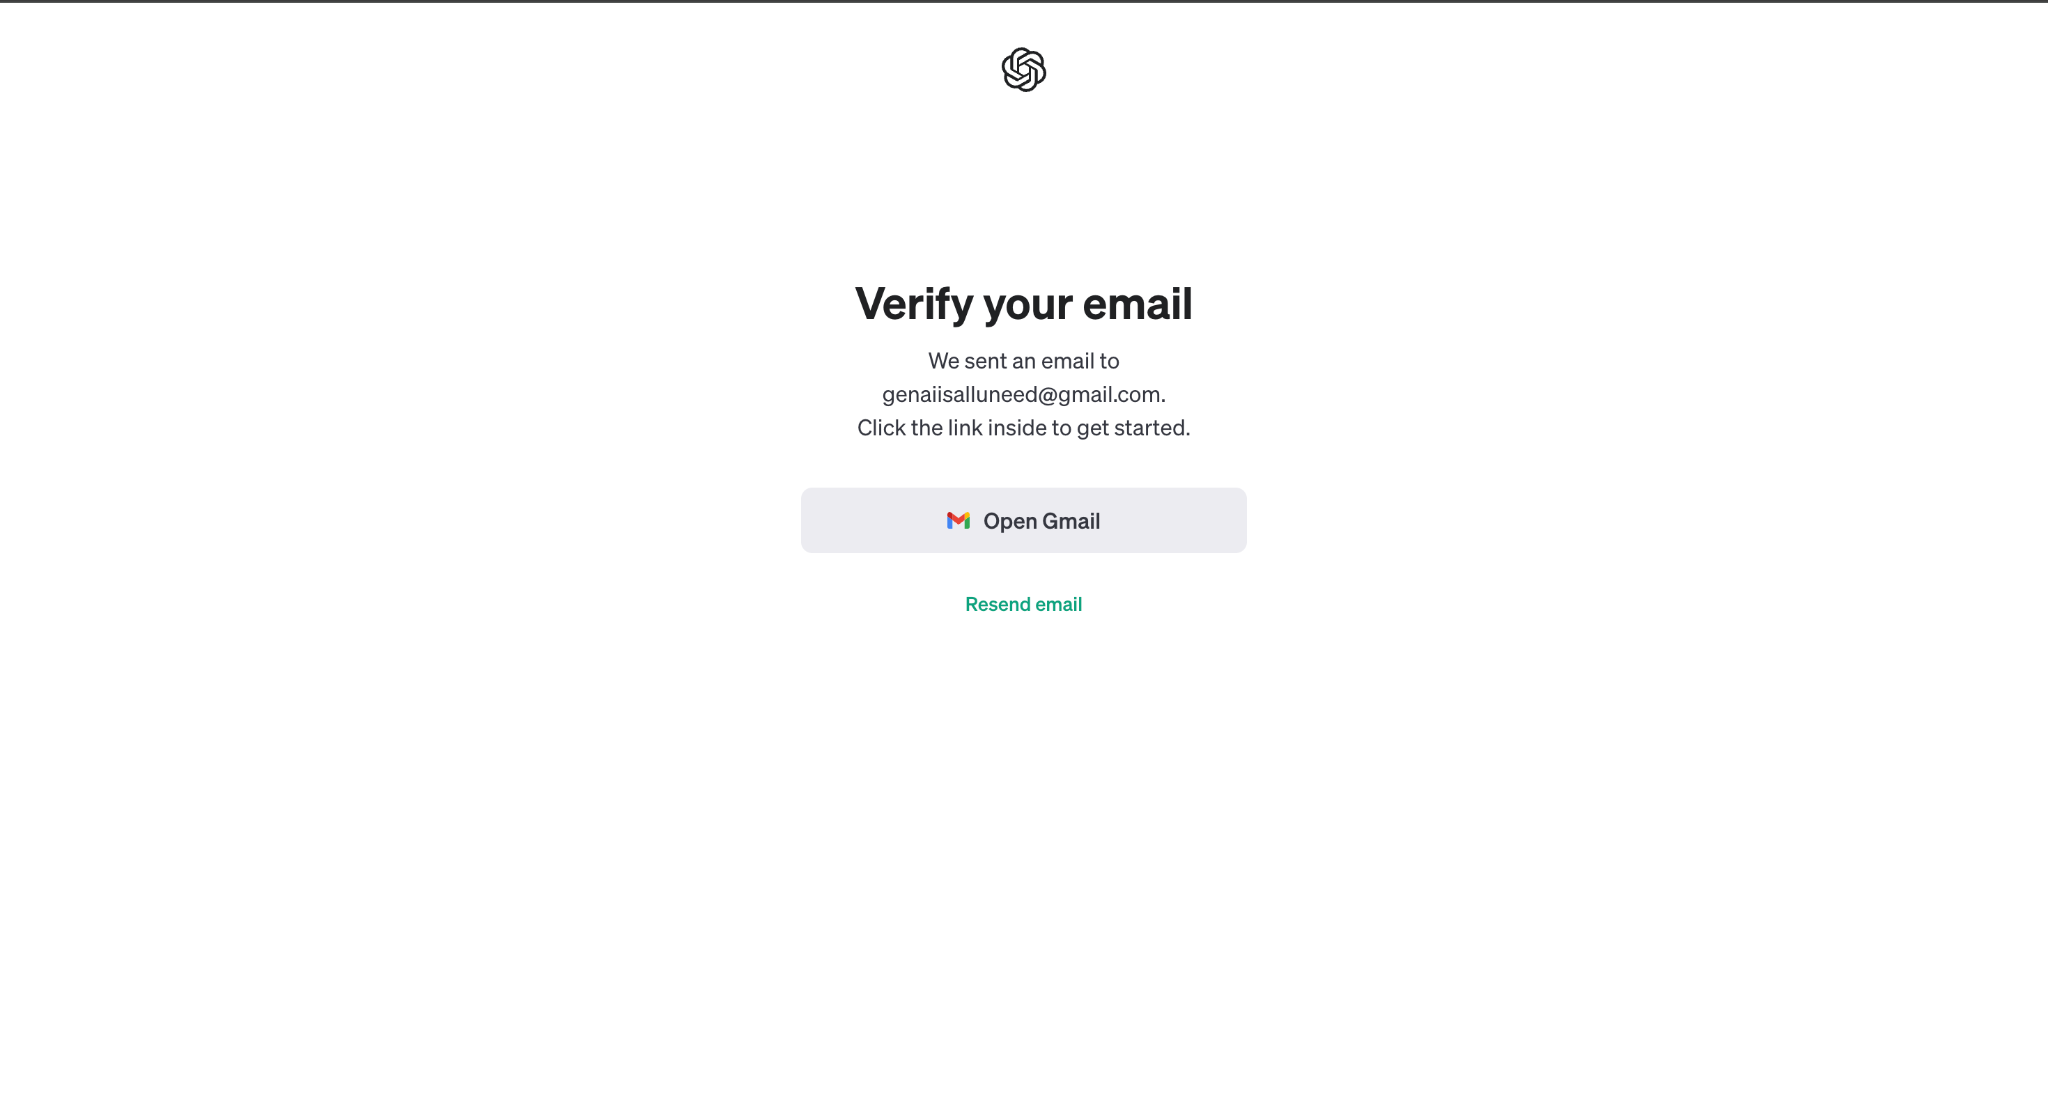 Verify your email
We sent an email to
genaiisalluneed@gmail.com.
Click the link inside to get started.
Open Gmail
Resend email